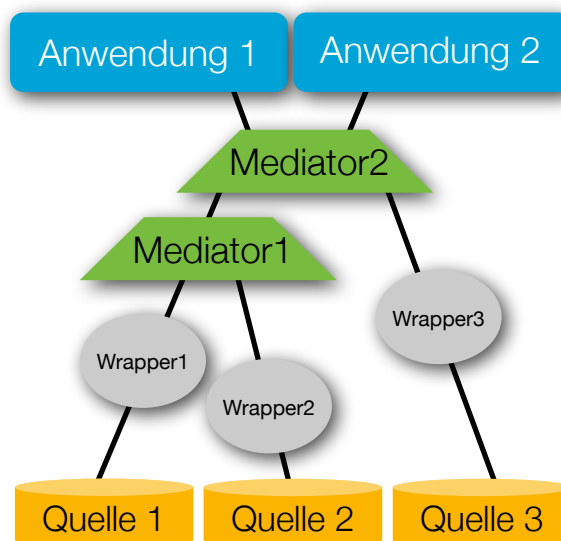 Anwendung 1
Anwendung 2
Mediator2
Mediator1
Wrapper3
Wrapper1
Wrapper2
Quelle 1
Quelle 2
Quelle 3